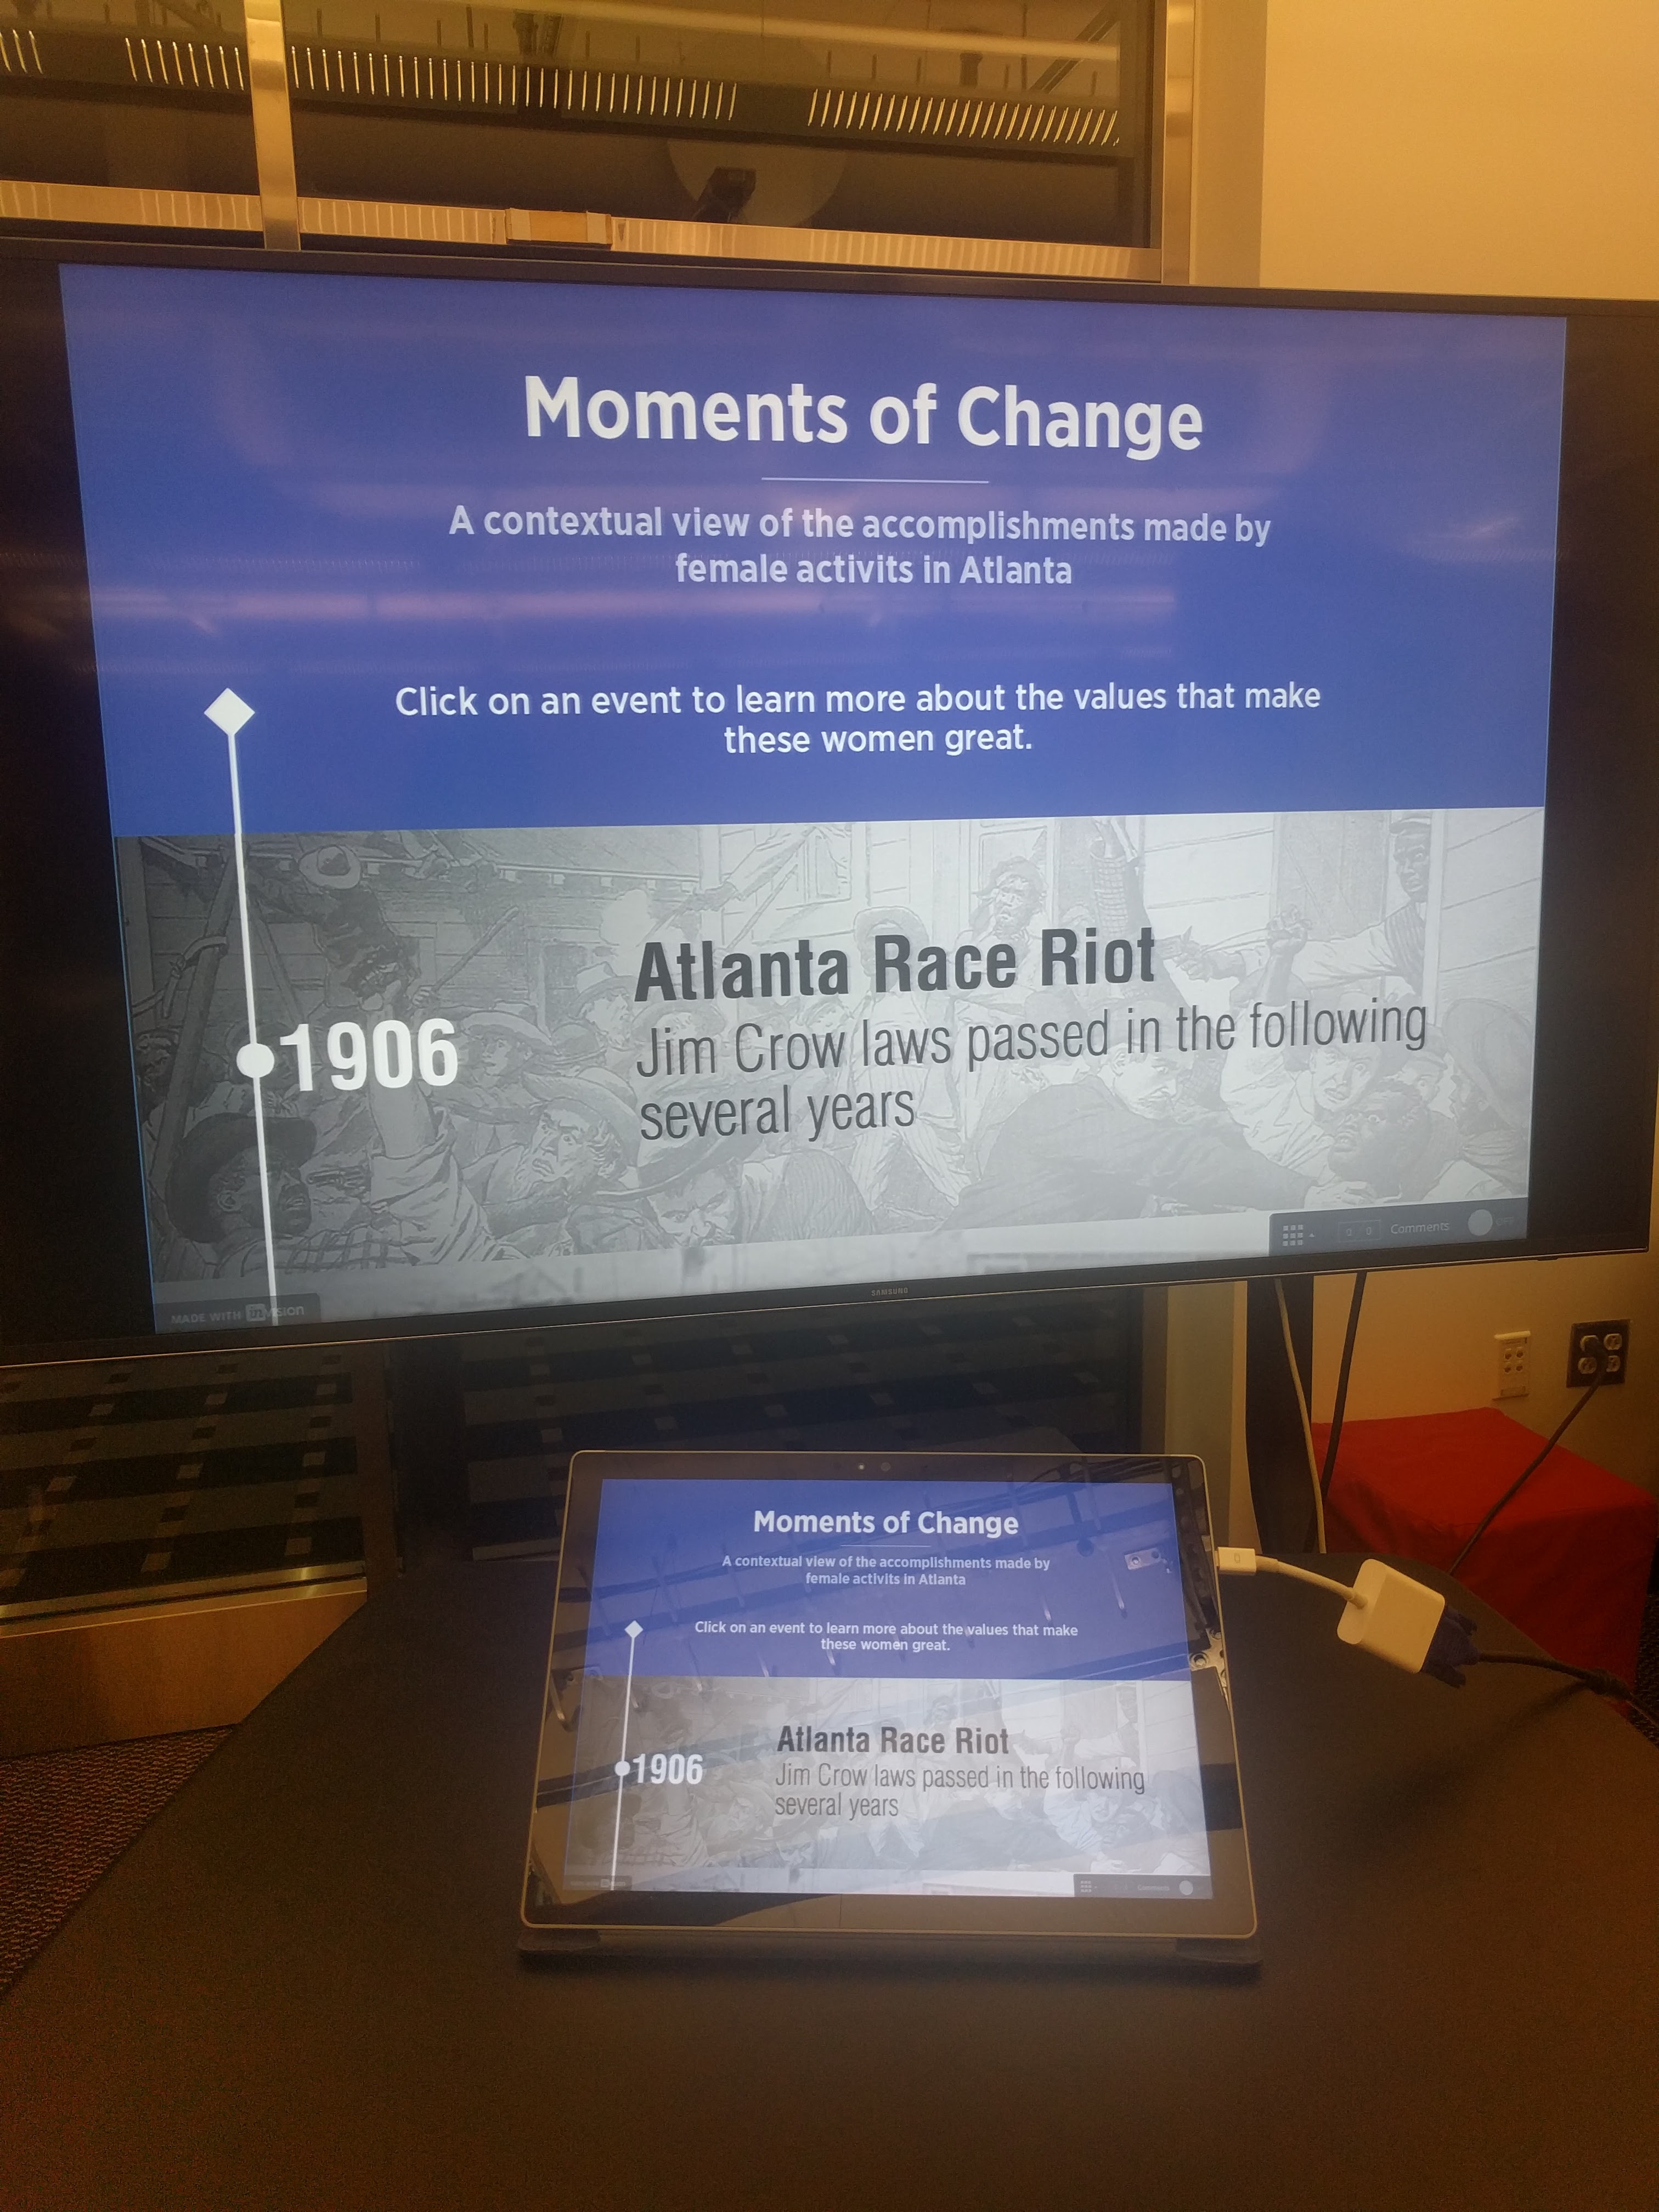 Moments of Change
A contextual view of the accomplishments made by
female activits in Atlanta
Click on an event to learn more about the values that make
these women great.
1906
Atlanta Race Riot
Jim Crow laws passed in the following
several years
Comments
MADE WITH invision
SAMSUNG
Moments of Change
A contextual view of the accomplishments made by
female activits in Atlanta
Click on an event to learn more about the values that make
these women great.
1906
Atlanta Race Riot
Jim Crow laws passed in the following
several years
Comments